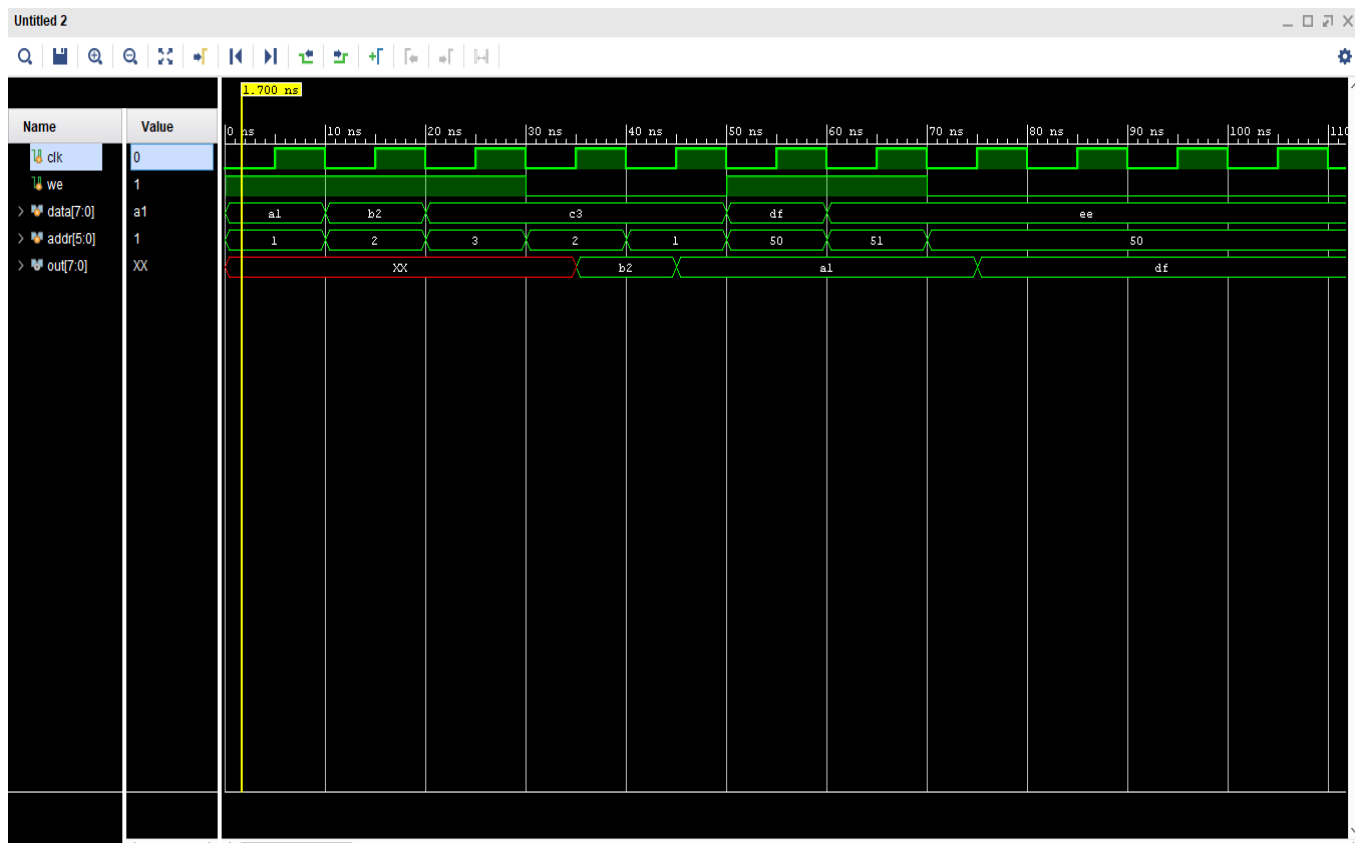 Untitled 2
1.700 ns
Name Value
0 ns 10 ns 20 ns 30 ns 40 ns 50 ns 60 ns 70 ns 80 ns 90 ns 100 ns 110
clk 0
we 1
data[7:0] a1 a1 b2 c3 df ee
addr[5:0] 1 1 2 3 2 1 50 51 50
out[7:0] XX XX b2 a1 df